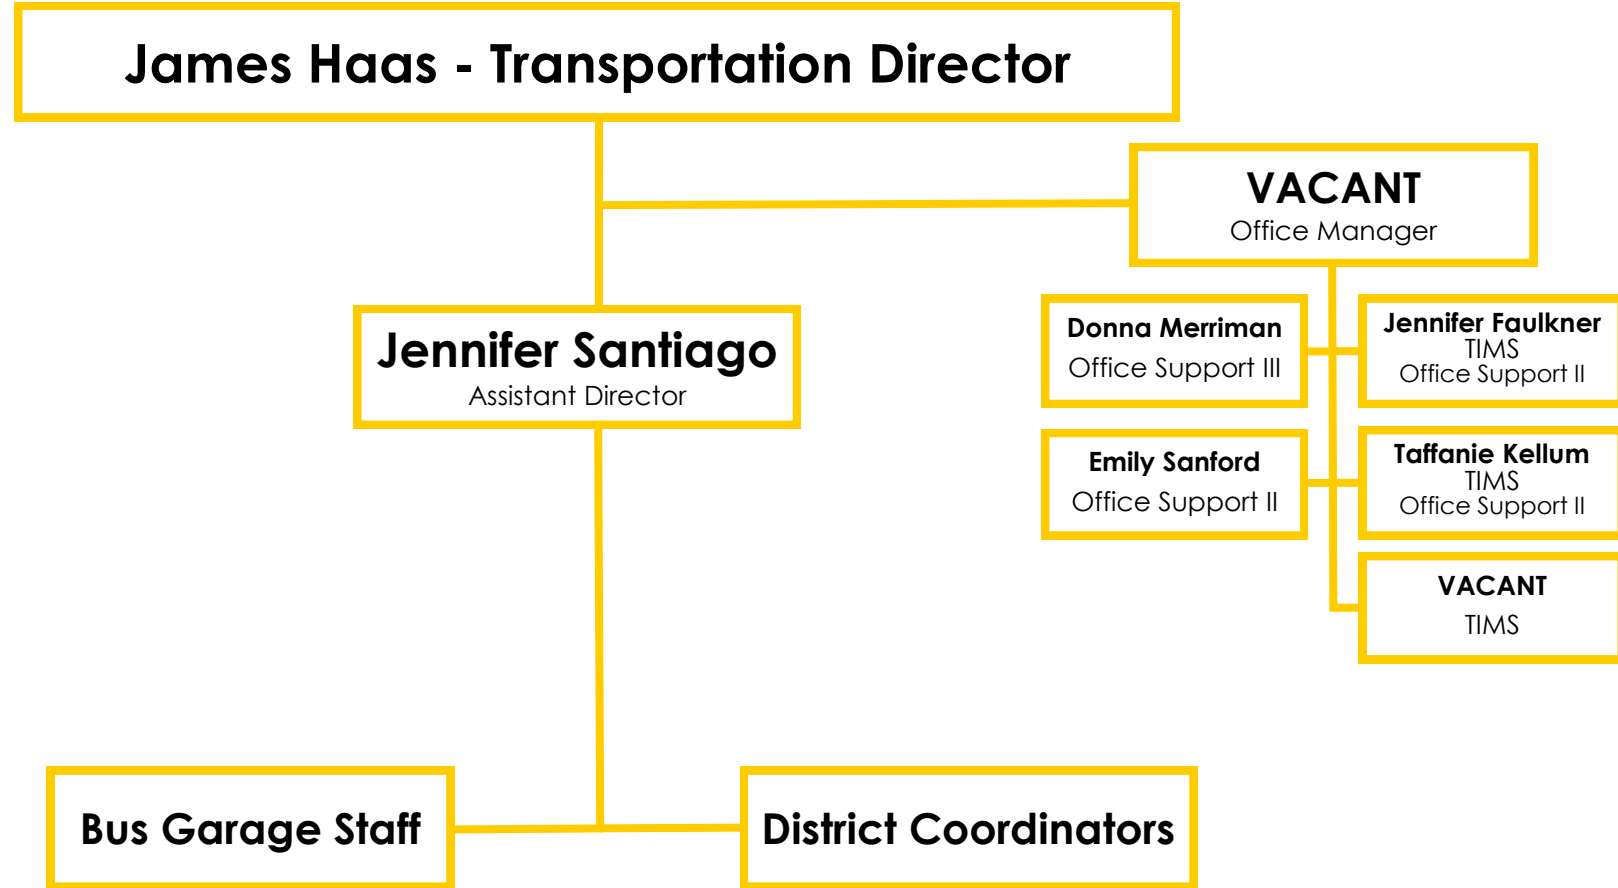 James Haas - Transportation Director
VACANT
Office Manager
Jennifer Santiago
Assistant Director
Donna Merriman
Office Support III
Jennifer Faulkner
TIMS
Office Support II
Emily Sanford
Office Support II
Taffanie Kellum
TIMS
Office Support II
VACANT
TIMS
Bus Garage Staff
District Coordinators